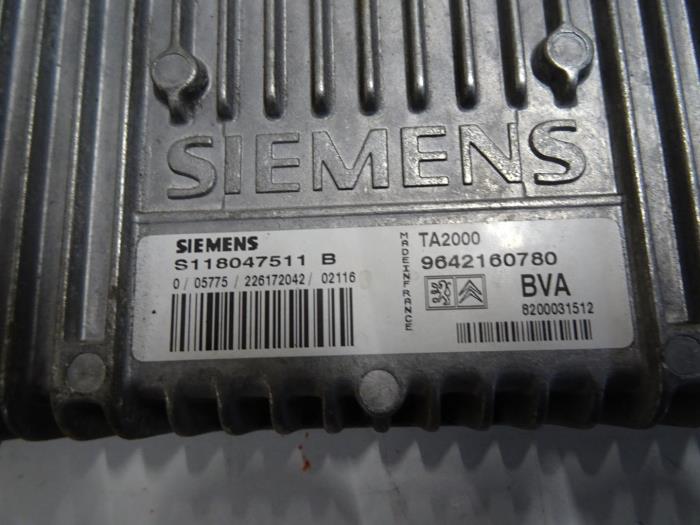 SIEMENS
SIEMENS
S118047511 B
0 / 05775 / 226172042 / 02116
MADE IN FRANCE
TA2000
9642160780
BVA
8200031512